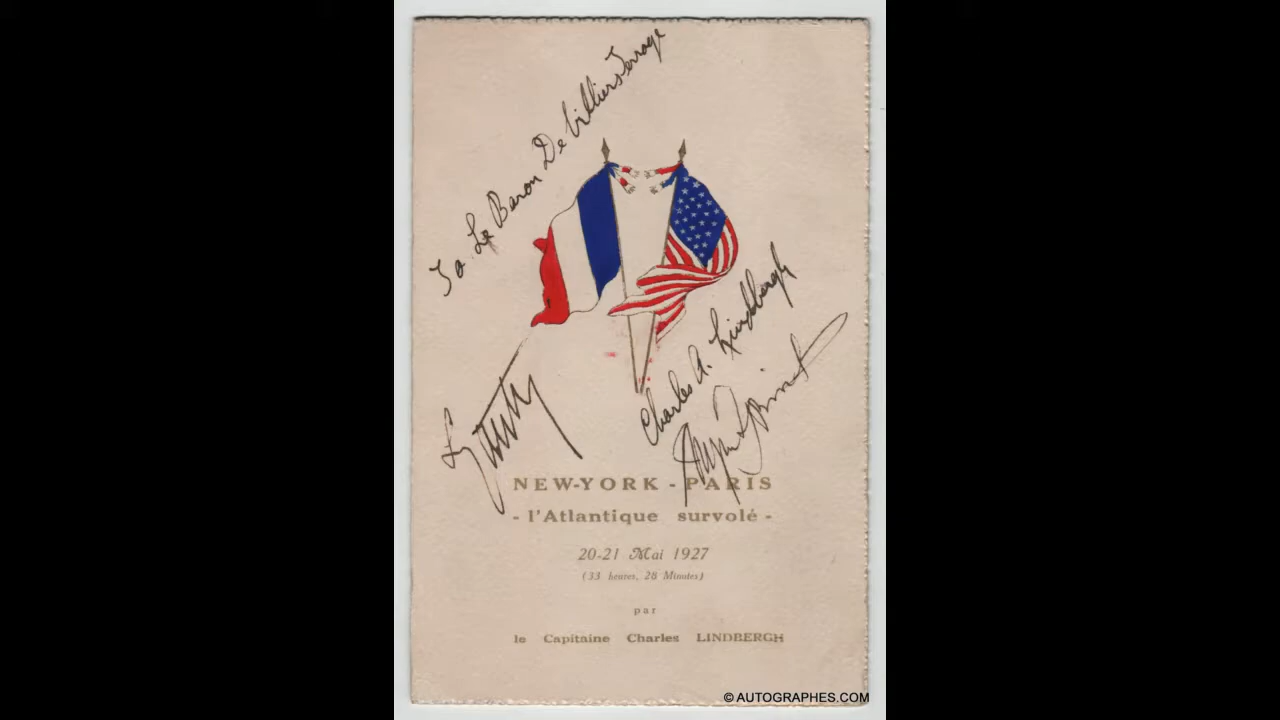 To Le Baron De Villiers Terrage
Charles A. Lindbergh
NEW-YORK - PARIS
- l'Atlantique survolé -
20-21 Mai 1927
(33 heures, 28 Minutes)
par
le Capitaine Charles LINDBERGH
© AUTOGRAPHES.COM